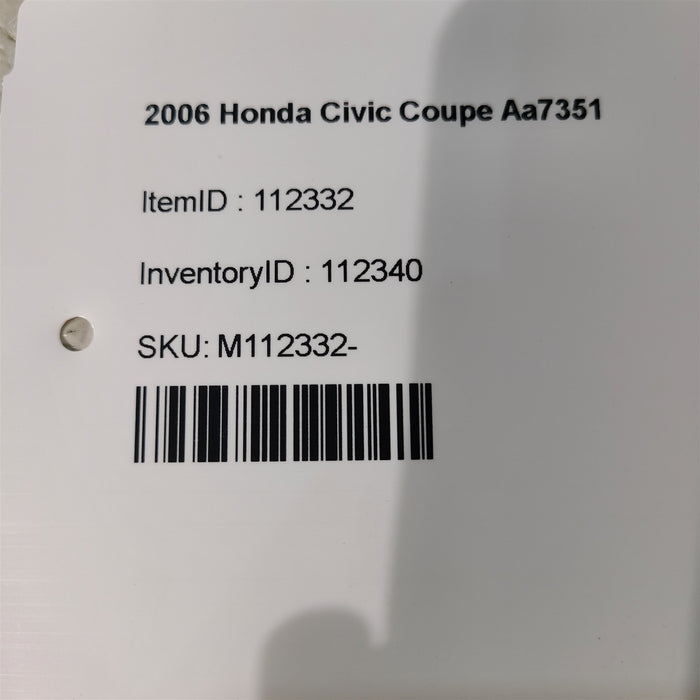 2006 Honda Civic Coupe Aa7351
ItemID : 112332
InventoryID : 112340
SKU: M112332-